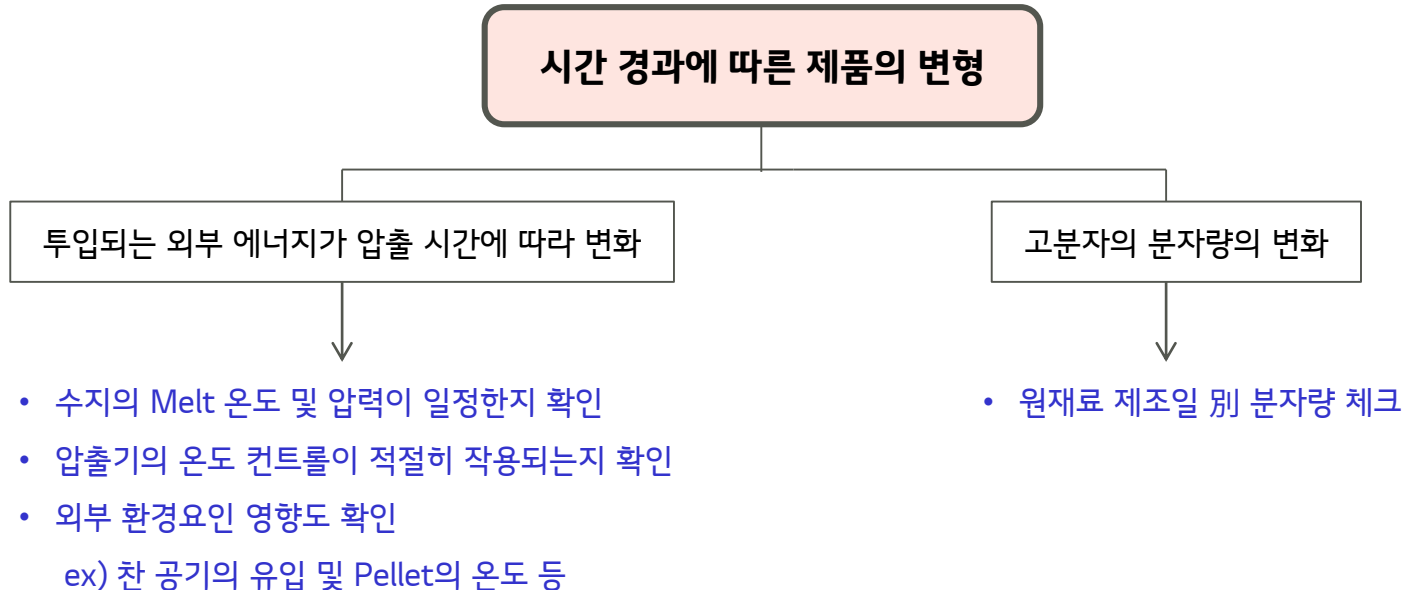 시간 경과에 따른 제품의 변형
투입되는 외부 에너지가 압출 시간에 따라 변화
고분자의 분자량의 변화
• 수지의 Melt 온도 및 압력이 일정한지 확인
• 압출기의 온도 컨트롤이 적절히 작용되는지 확인
• 외부 환경요인 영향도 확인
ex) 찬 공기의 유입 및 Pellet의 온도 등
• 원재료 제조일 別 분자량 체크